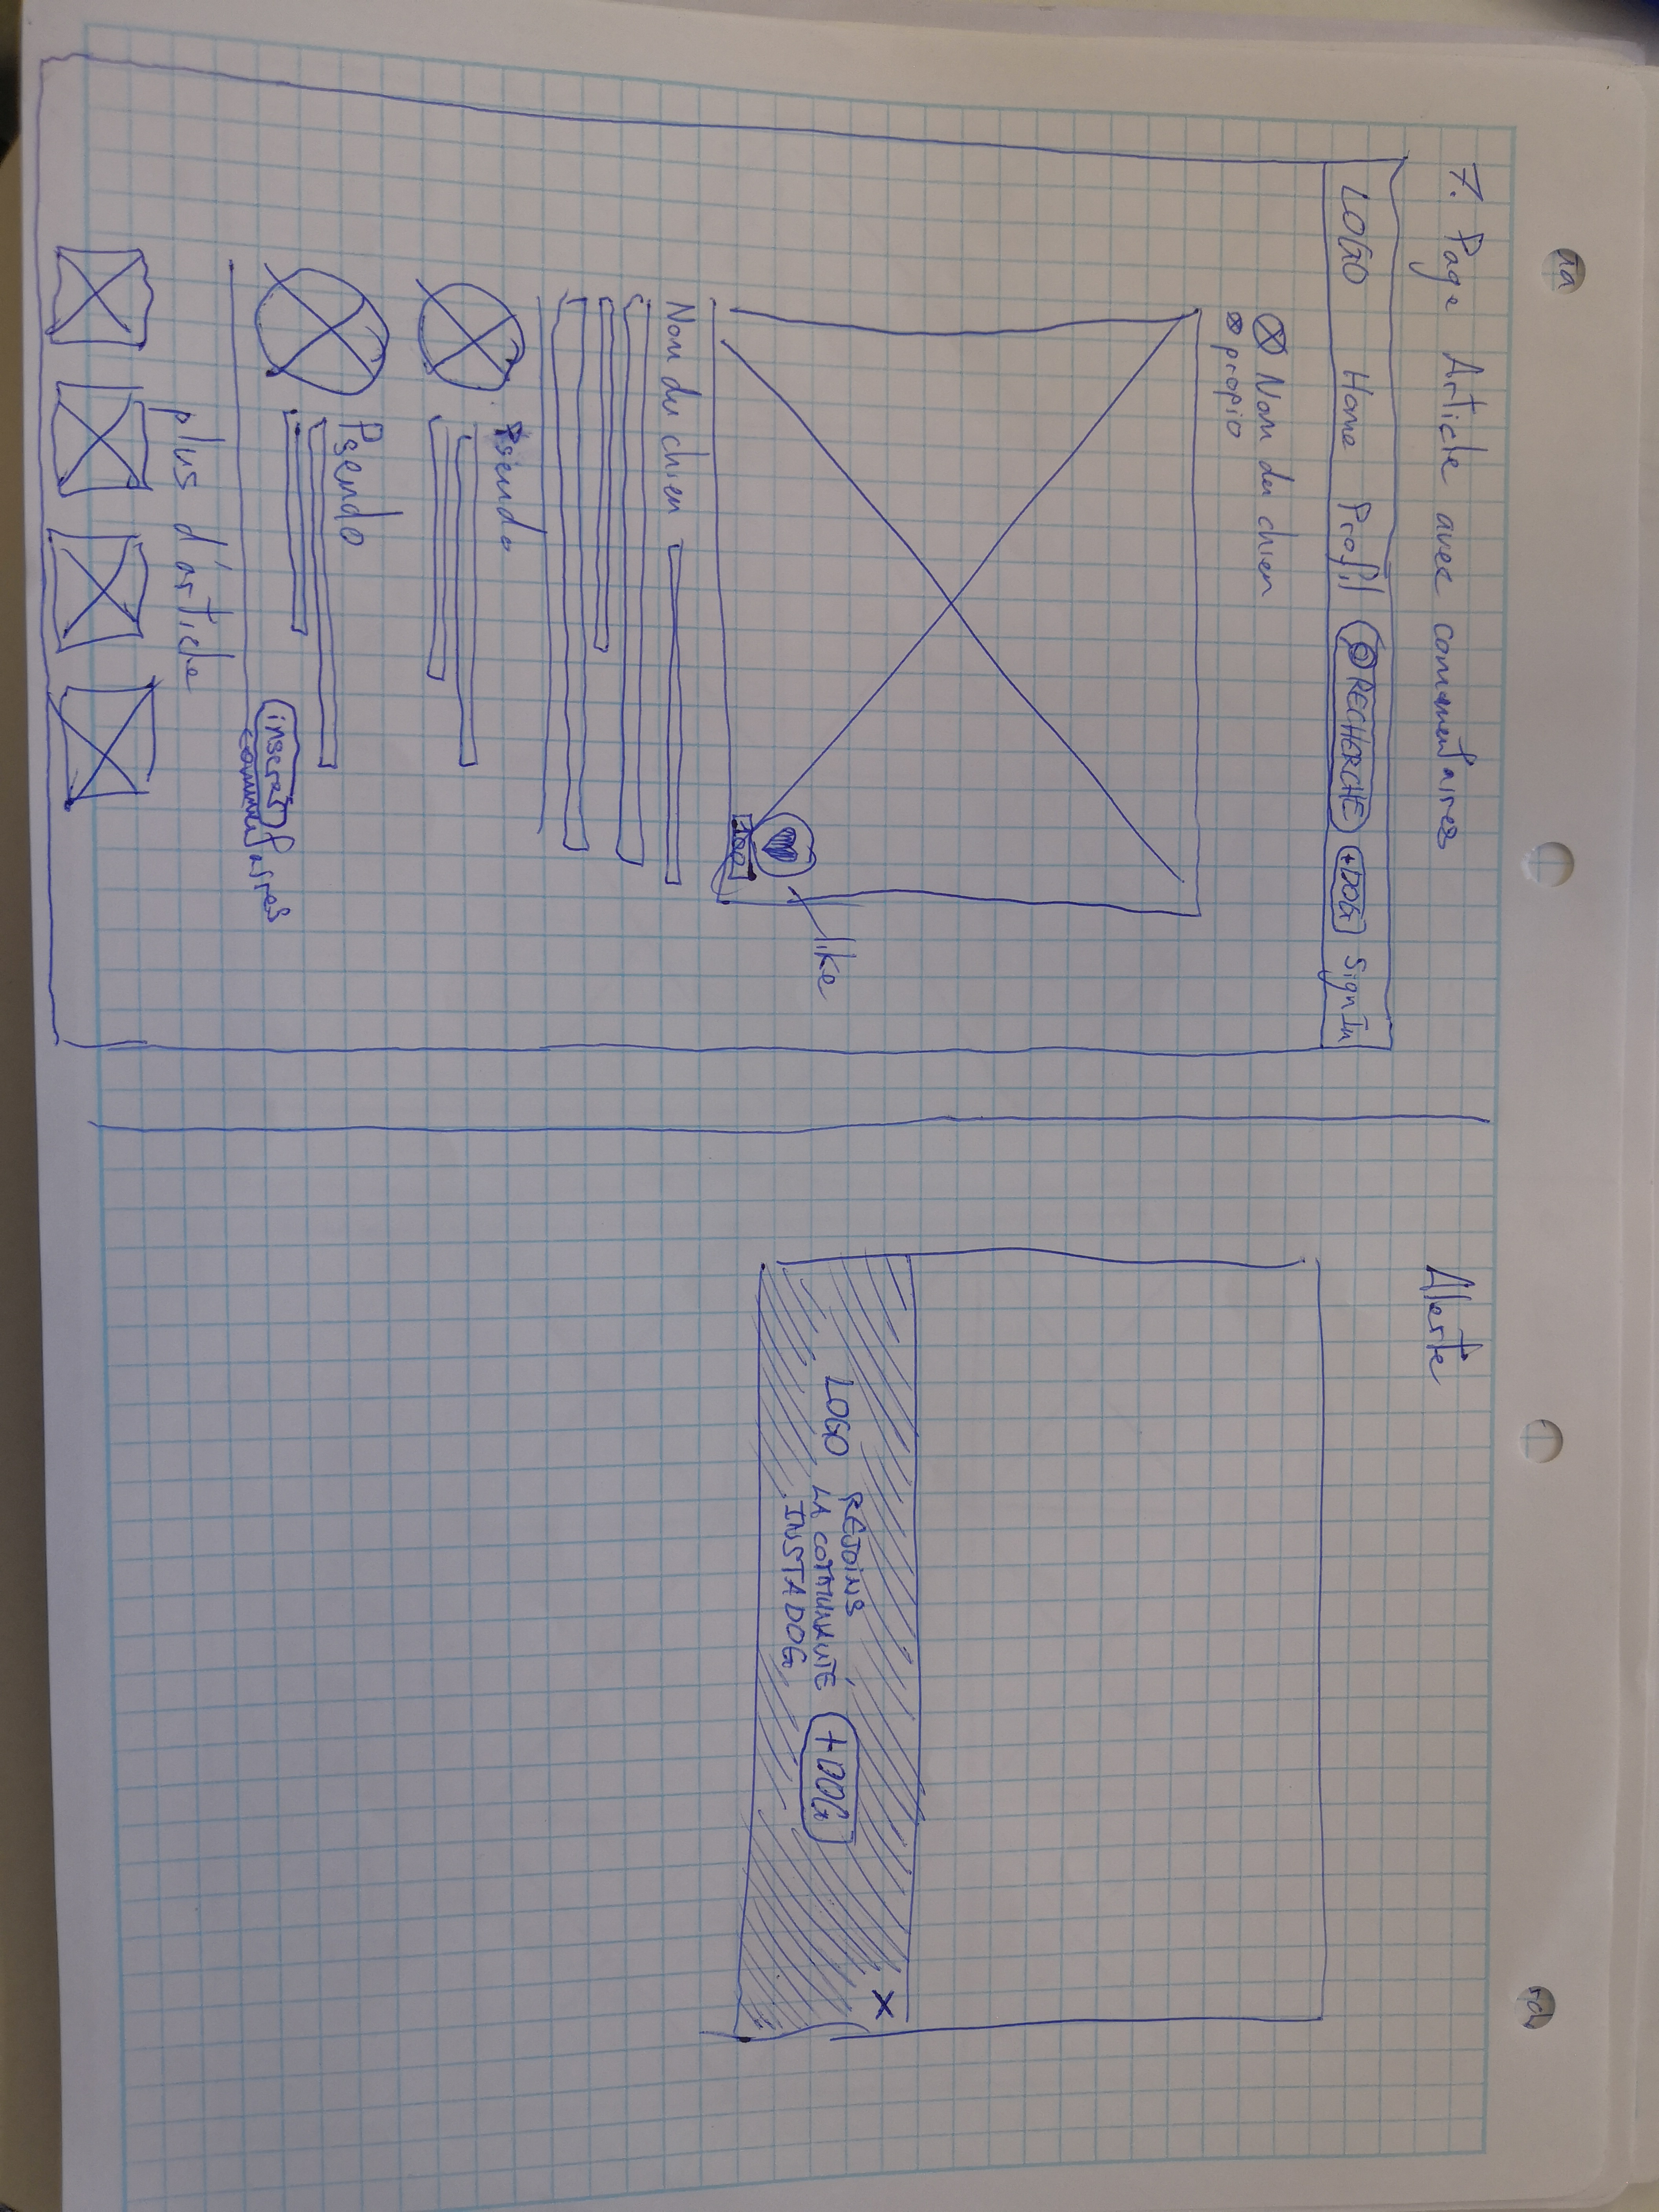 7. Page Article avec commentaires
LOGO Home Profil RECHERCHE +DOG Sign In
Nom du chien
propio
like
100
Nom du chien
Pseudo
Pseudo
inserer
commentaires
plus d'article
Alerte
X
LOGO
REJOINS
LA COMMUNAUTÉ
INSTADOG
+DOG